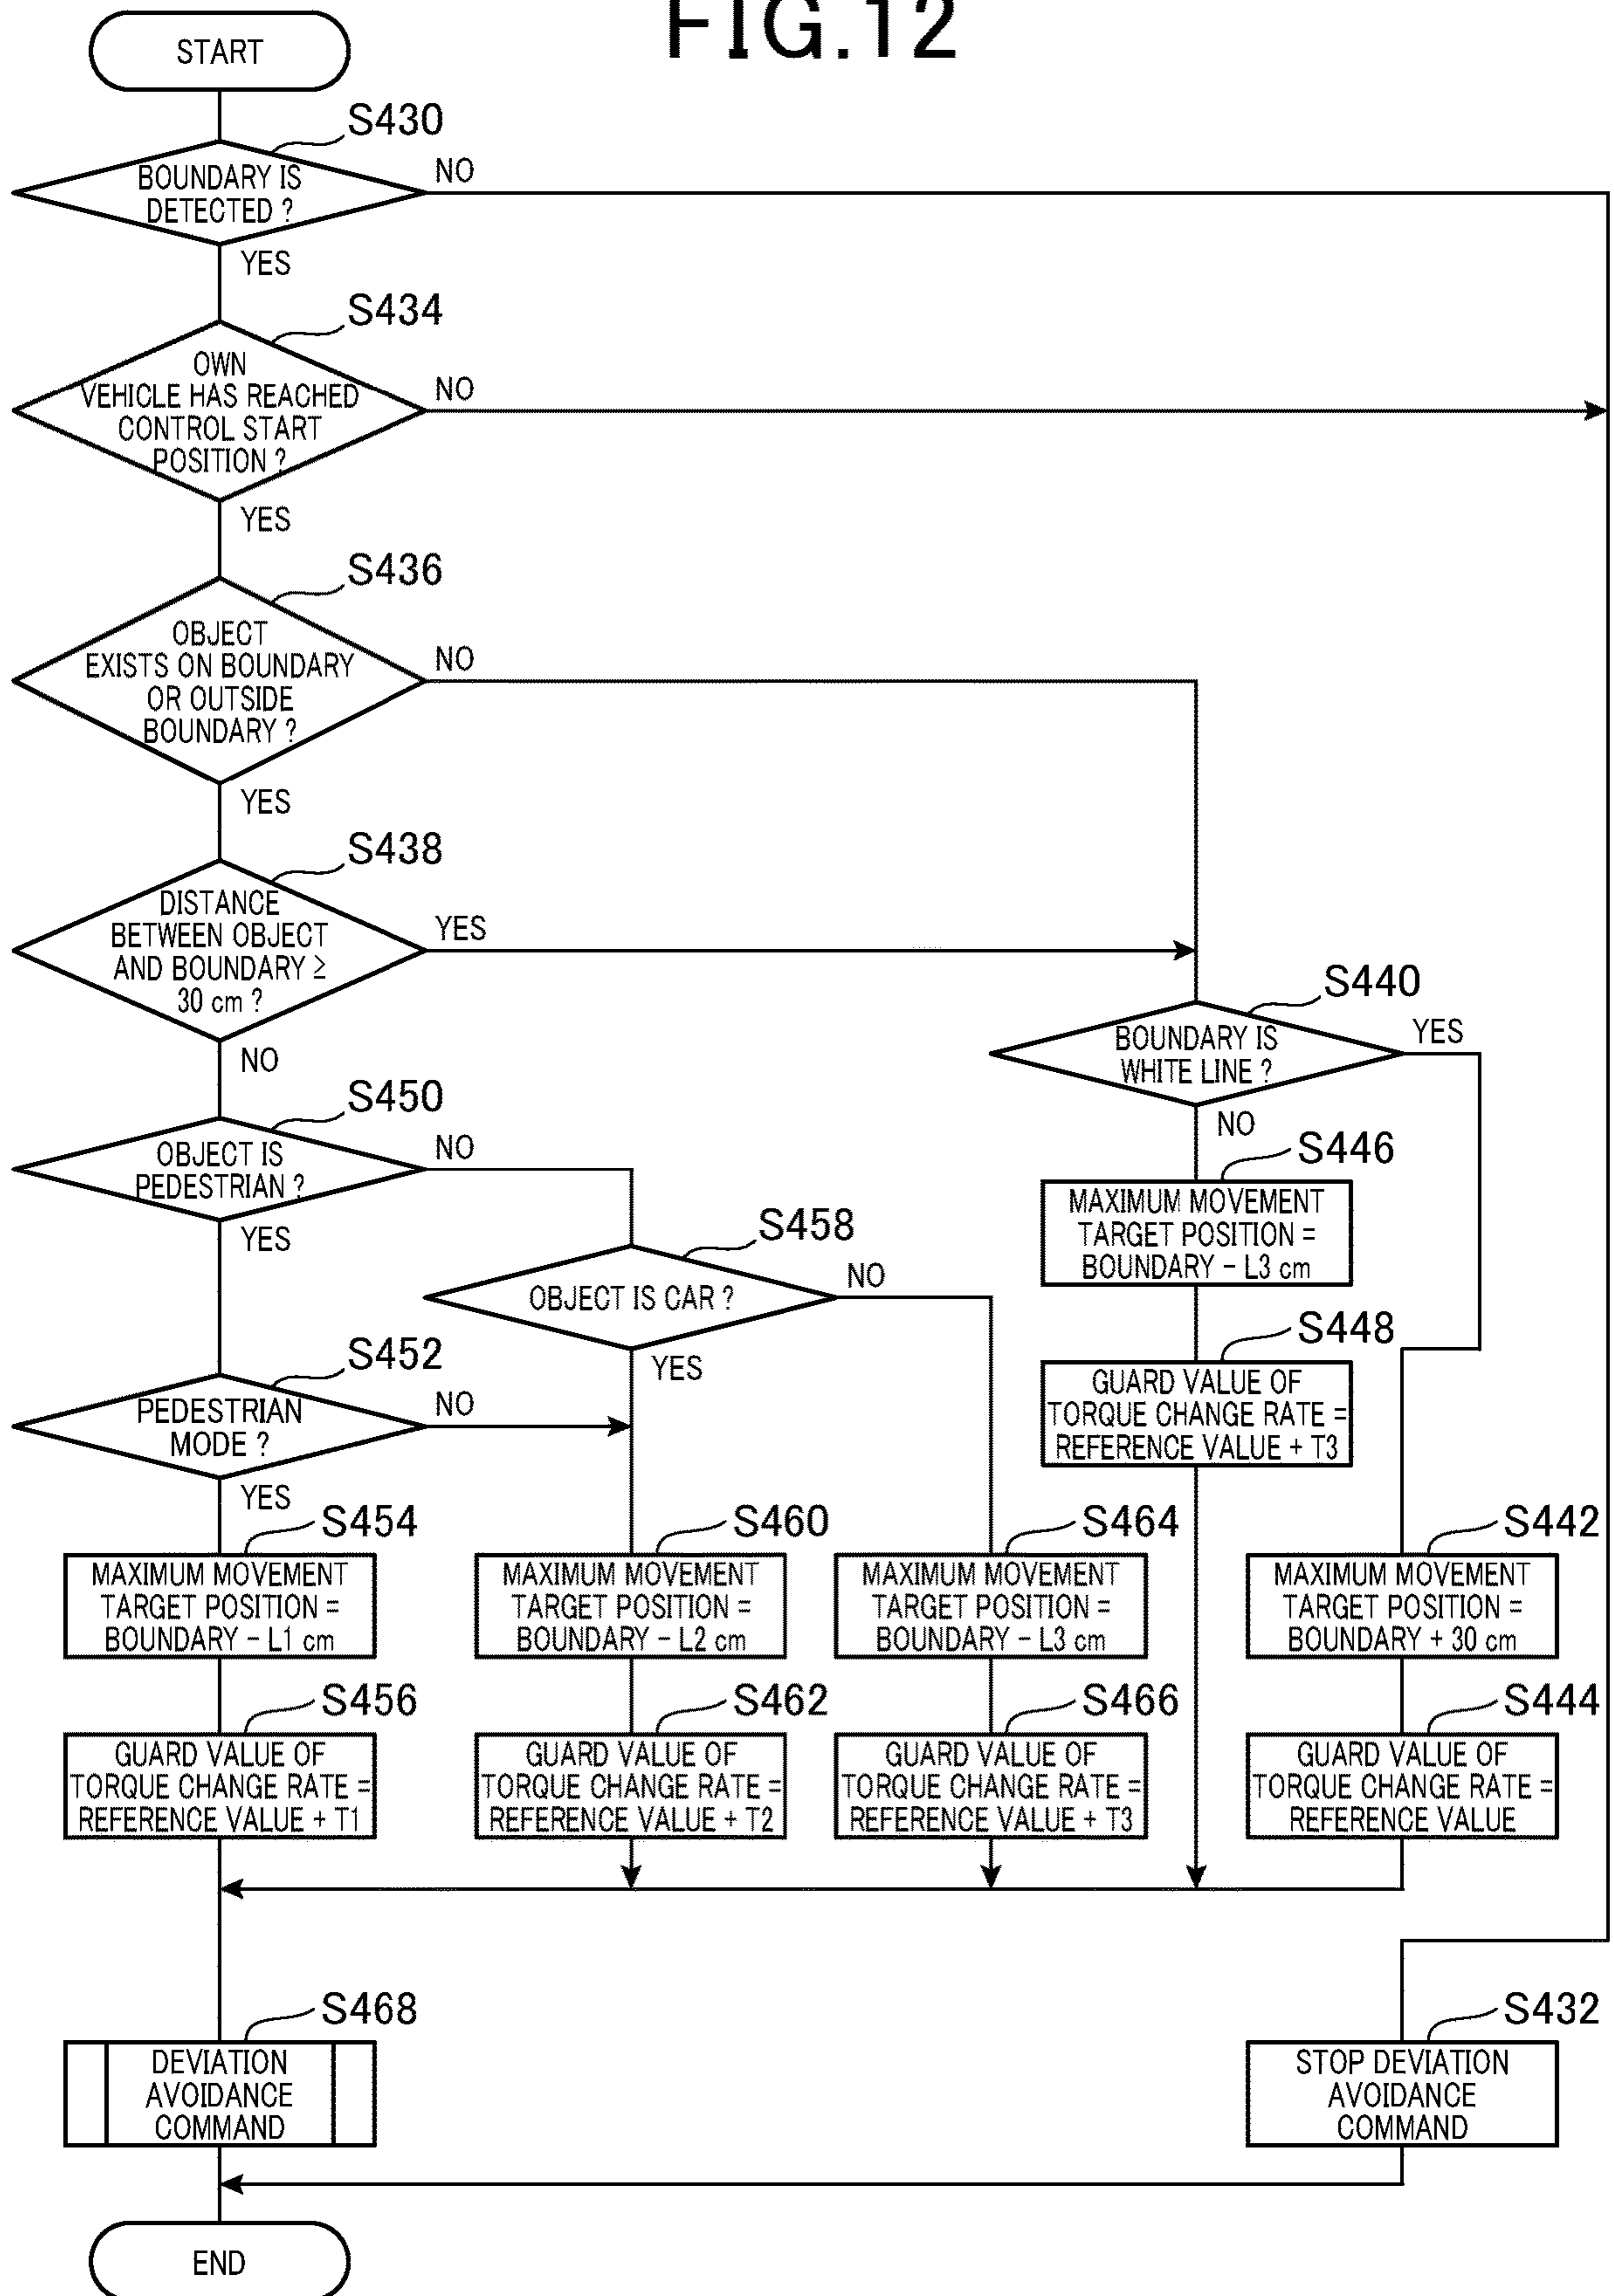 FIG.12
START
S430
BOUNDARY IS
DETECTED ?
NO
YES
S434
OWN
VEHICLE HAS REACHED
CONTROL START
POSITION ?
NO
YES
S436
OBJECT
EXISTS ON BOUNDARY
OR OUTSIDE
BOUNDARY ?
NO
YES
S438
DISTANCE
BETWEEN OBJECT
AND BOUNDARY ≥
30 cm ?
YES
NO
S440
BOUNDARY IS
WHITE LINE ?
YES
NO
S446
MAXIMUM MOVEMENT
TARGET POSITION =
BOUNDARY - L3 cm
S448
GUARD VALUE OF
TORQUE CHANGE RATE =
REFERENCE VALUE + T3
S450
OBJECT IS
PEDESTRIAN ?
NO
YES
S458
OBJECT IS CAR ?
NO
YES
S452
PEDESTRIAN
MODE ?
NO
YES
S454
MAXIMUM MOVEMENT
TARGET POSITION =
BOUNDARY - L1 cm
S456
GUARD VALUE OF
TORQUE CHANGE RATE =
REFERENCE VALUE + T1
S460
MAXIMUM MOVEMENT
TARGET POSITION =
BOUNDARY - L2 cm
S462
GUARD VALUE OF
TORQUE CHANGE RATE =
REFERENCE VALUE + T2
S464
MAXIMUM MOVEMENT
TARGET POSITION =
BOUNDARY - L3 cm
S466
GUARD VALUE OF
TORQUE CHANGE RATE =
REFERENCE VALUE + T3
S442
MAXIMUM MOVEMENT
TARGET POSITION =
BOUNDARY + 30 cm
S444
GUARD VALUE OF
TORQUE CHANGE RATE =
REFERENCE VALUE
S468
DEVIATION
AVOIDANCE
COMMAND
S432
STOP DEVIATION
AVOIDANCE
COMMAND
END